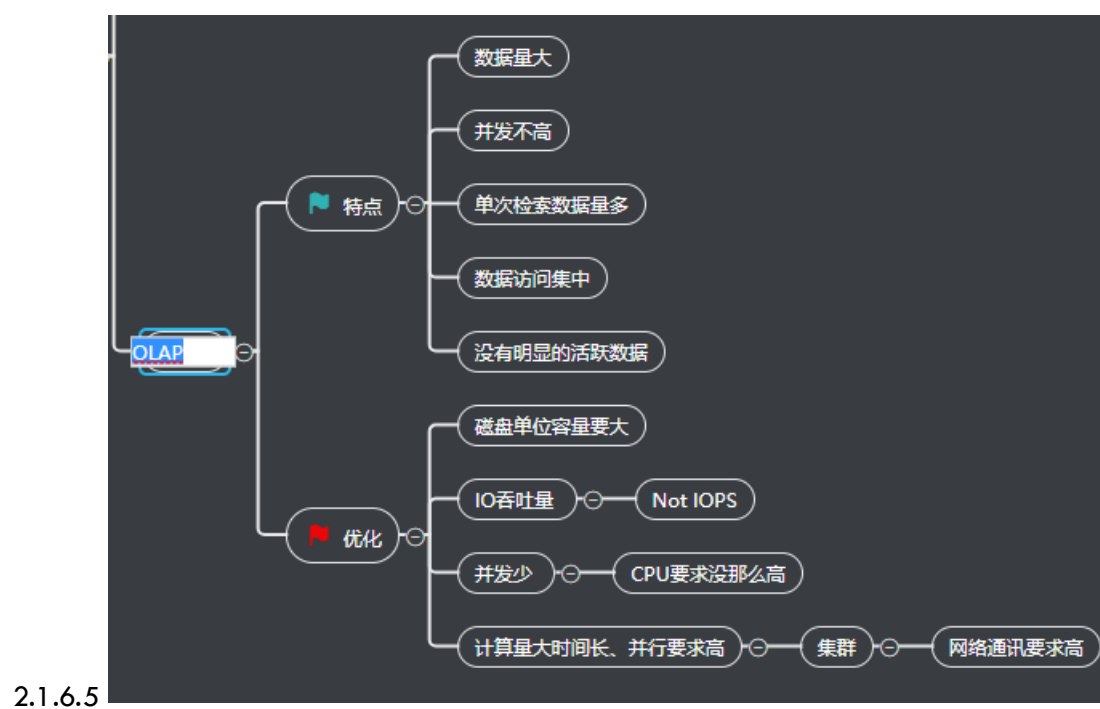 数据量大
并发不高
特点
单次检索数据量多
数据访问集中
OLAP
没有明显的活跃数据
磁盘单位容量要大
IO吞吐量
Not IOPS
优化
并发少
CPU要求没那么高
计算量大时间长、并行要求高
集群
网络通讯要求高
2.1.6.5